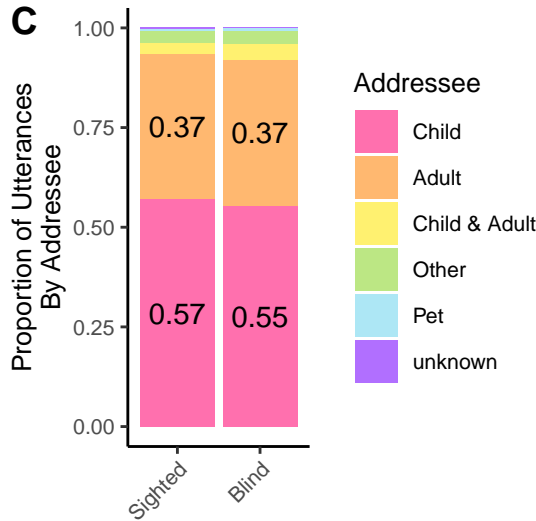 C
Proportion of Utterances
By Addressee
1.00
0.75
0.50
0.25
0.00
0.37
0.37
0.57
0.55
Sighted
Blind
Addressee
Child
Adult
Child & Adult
Other
Pet
unknown